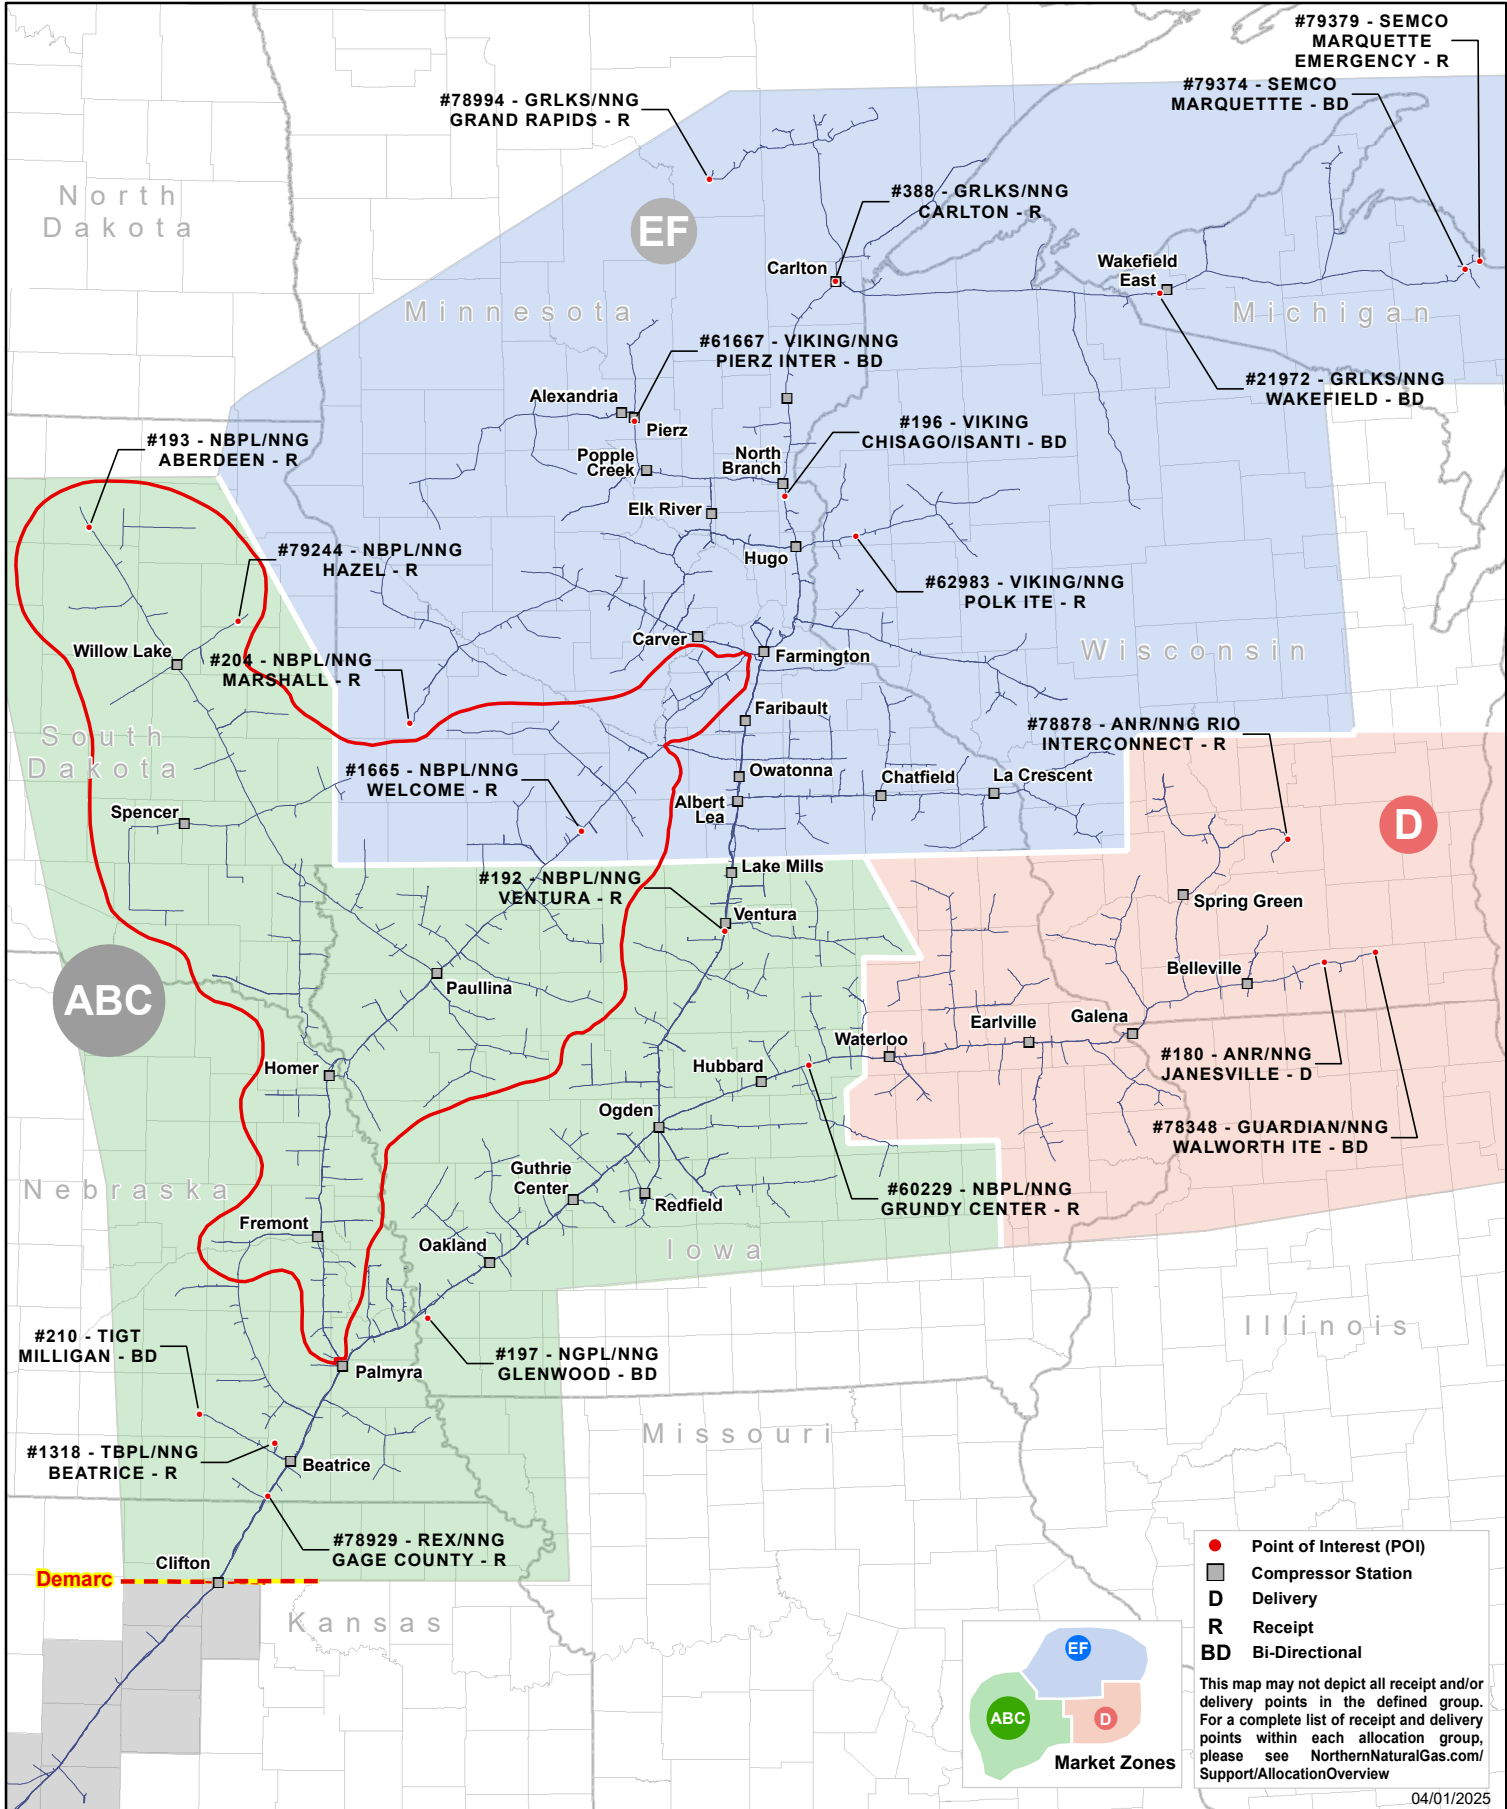 #79379 - SEMCO
MARQUETTE
EMERGENCY - R
#79374 - SEMCO
MARQUETTTE - BD
#78994 - GRLKS/NNG
GRAND RAPIDS - R
North
Dakota
#388 - GRLKS/NNG
CARLTON - R
EF
Carlton
Wakefield
East
Minnesota
Michigan
#61667 - VIKING/NNG
PIERZ INTER - BD
#21972 - GRLKS/NNG
WAKEFIELD - BD
Alexandria
Pierz
#196 - VIKING
CHISAGO/ISANTI - BD
#193 - NBPL/NNG
ABERDEEN - R
Popple
Creek
North
Branch
Elk River
#79244 - NBPL/NNG
HAZEL - R
Hugo
#62983 - VIKING/NNG
POLK ITE - R
Willow Lake
Carver
Farmington
Wisconsin
#204 - NBPL/NNG
MARSHALL - R
Faribault
#78878 - ANR/NNG RIO
INTERCONNECT - R
South
Dakota
#1665 - NBPL/NNG
WELCOME - R
Owatonna
Chatfield
La Crescent
Spencer
Albert
Lea
D
Lake Mills
#192 - NBPL/NNG
VENTURA - R
Spring Green
Ventura
ABC
Paullina
Belleville
Earlville
Galena
Waterloo
Homer
Hubbard
#180 - ANR/NNG
JANESVILLE - D
Ogden
#78348 - GUARDIAN/NNG
WALWORTH ITE - BD
Guthrie
Center
Nebraska
#60229 - NBPL/NNG
GRUNDY CENTER - R
Redfield
Fremont
Oakland
Iowa
Illinois
#210 - TIGT
MILLIGAN - BD
#197 - NGPL/NNG
GLENWOOD - BD
Palmyra
Missouri
#1318 - TBPL/NNG
BEATRICE - R
Beatrice
#78929 - REX/NNG
GAGE COUNTY - R
Clifton
Demarc
Kansas
Point of Interest (POI)
Compressor Station
D Delivery
R Receipt
BD Bi-Directional
This map may not depict all receipt and/or
delivery points in the defined group.
For a complete list of receipt and delivery
points within each allocation group,
please see NorthernNaturalGas.com/
Support/AllocationOverview
EF
ABC
D
Market Zones
04/01/2025